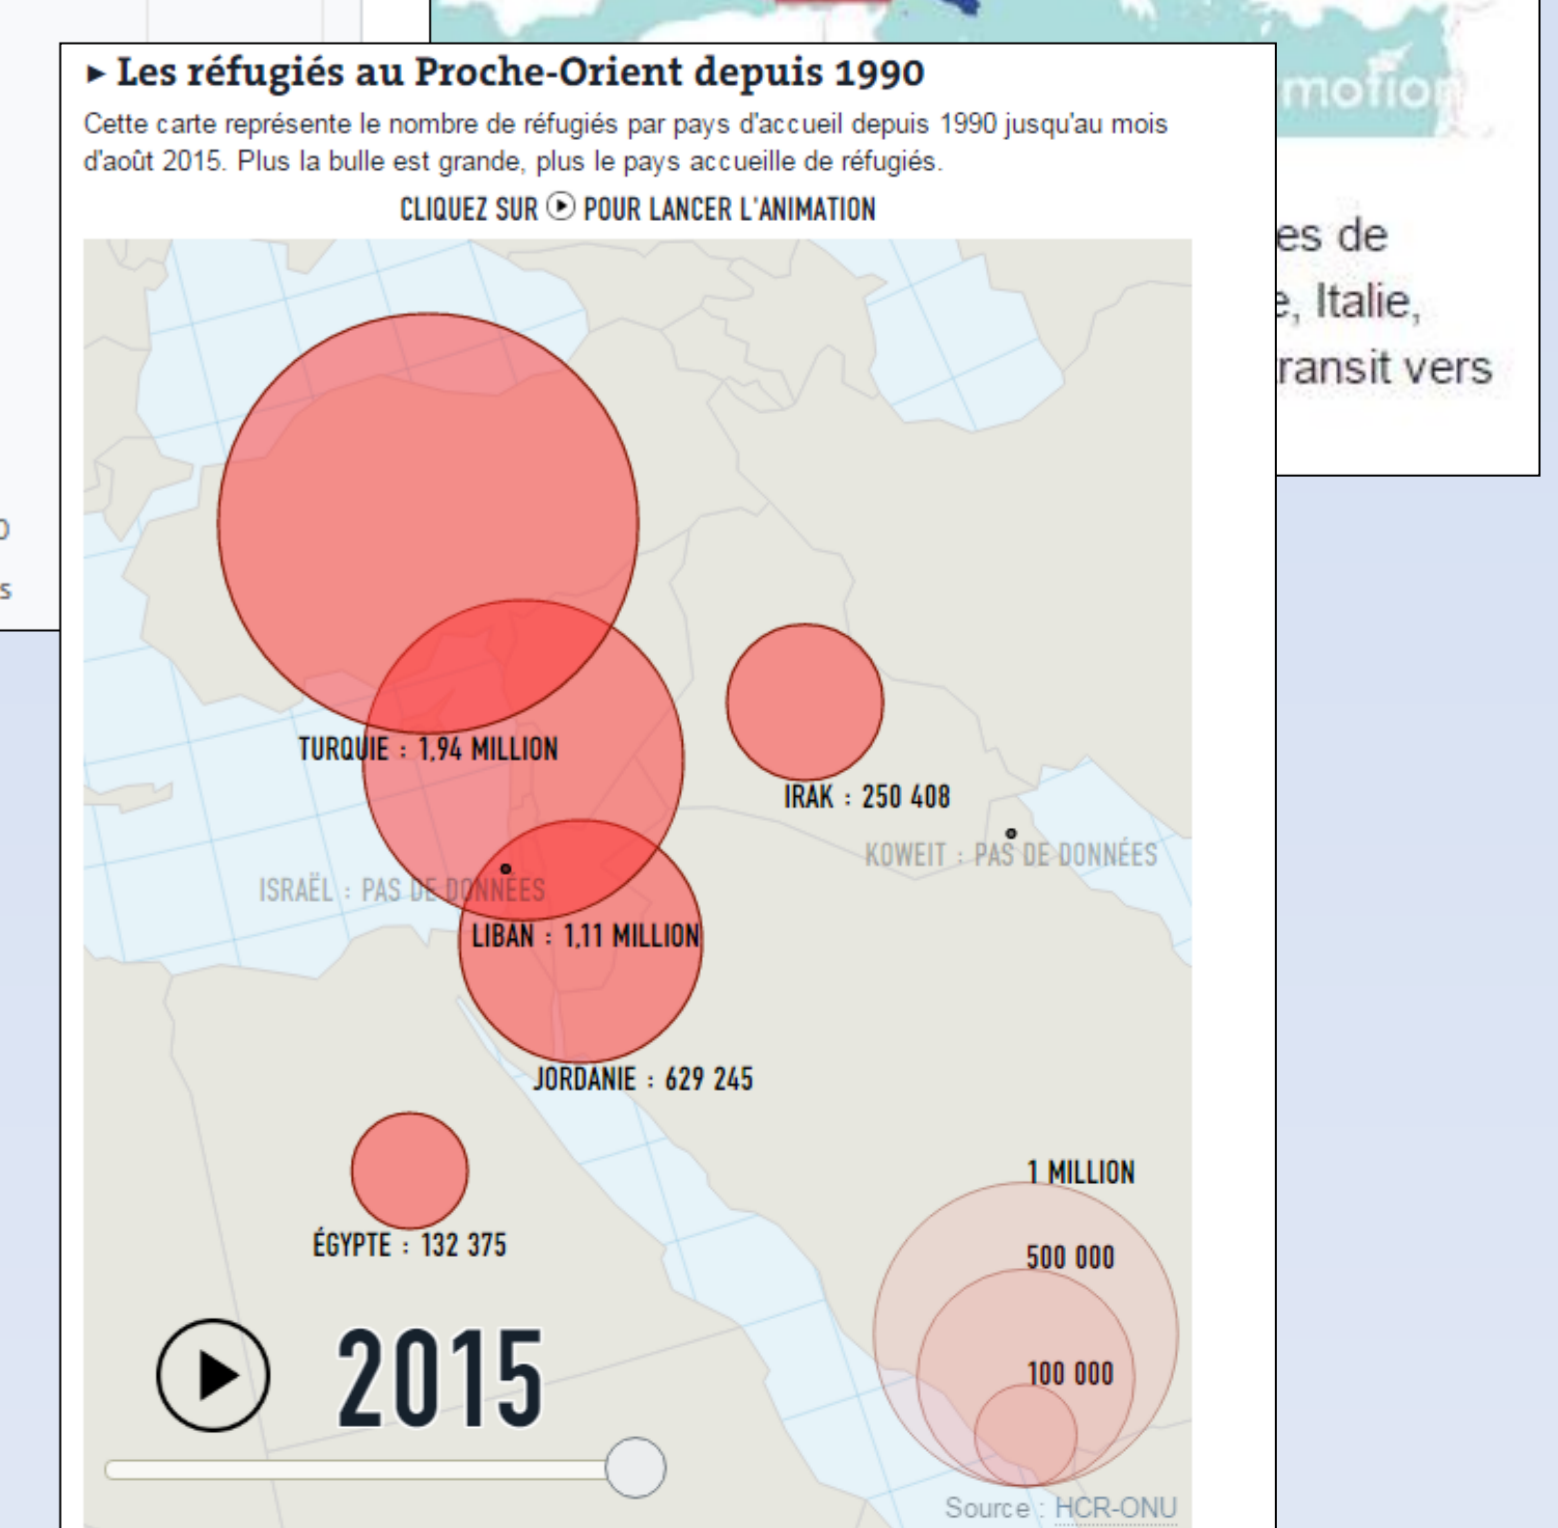 ► Les réfugiés au Proche-Orient depuis 1990
Cette carte représente le nombre de réfugiés par pays d'accueil depuis 1990 jusqu'au mois
d'août 2015. Plus la bulle est grande, plus le pays accueille de réfugiés.
CLIQUEZ SUR POUR LANCER L'ANIMATION
TURQUIE : 1,94 MILLION
IRAK : 250 408
KOWEIT : PAS DE DONNÉES
ISRAËL : PAS DE DONNÉES
LIBAN : 1,11 MILLION
JORDANIE : 629 245
ÉGYPTE : 132 375
1 MILLION
500 000
100 000
2015
Source : HCR-ONU
es de
, Italie,
transit vers